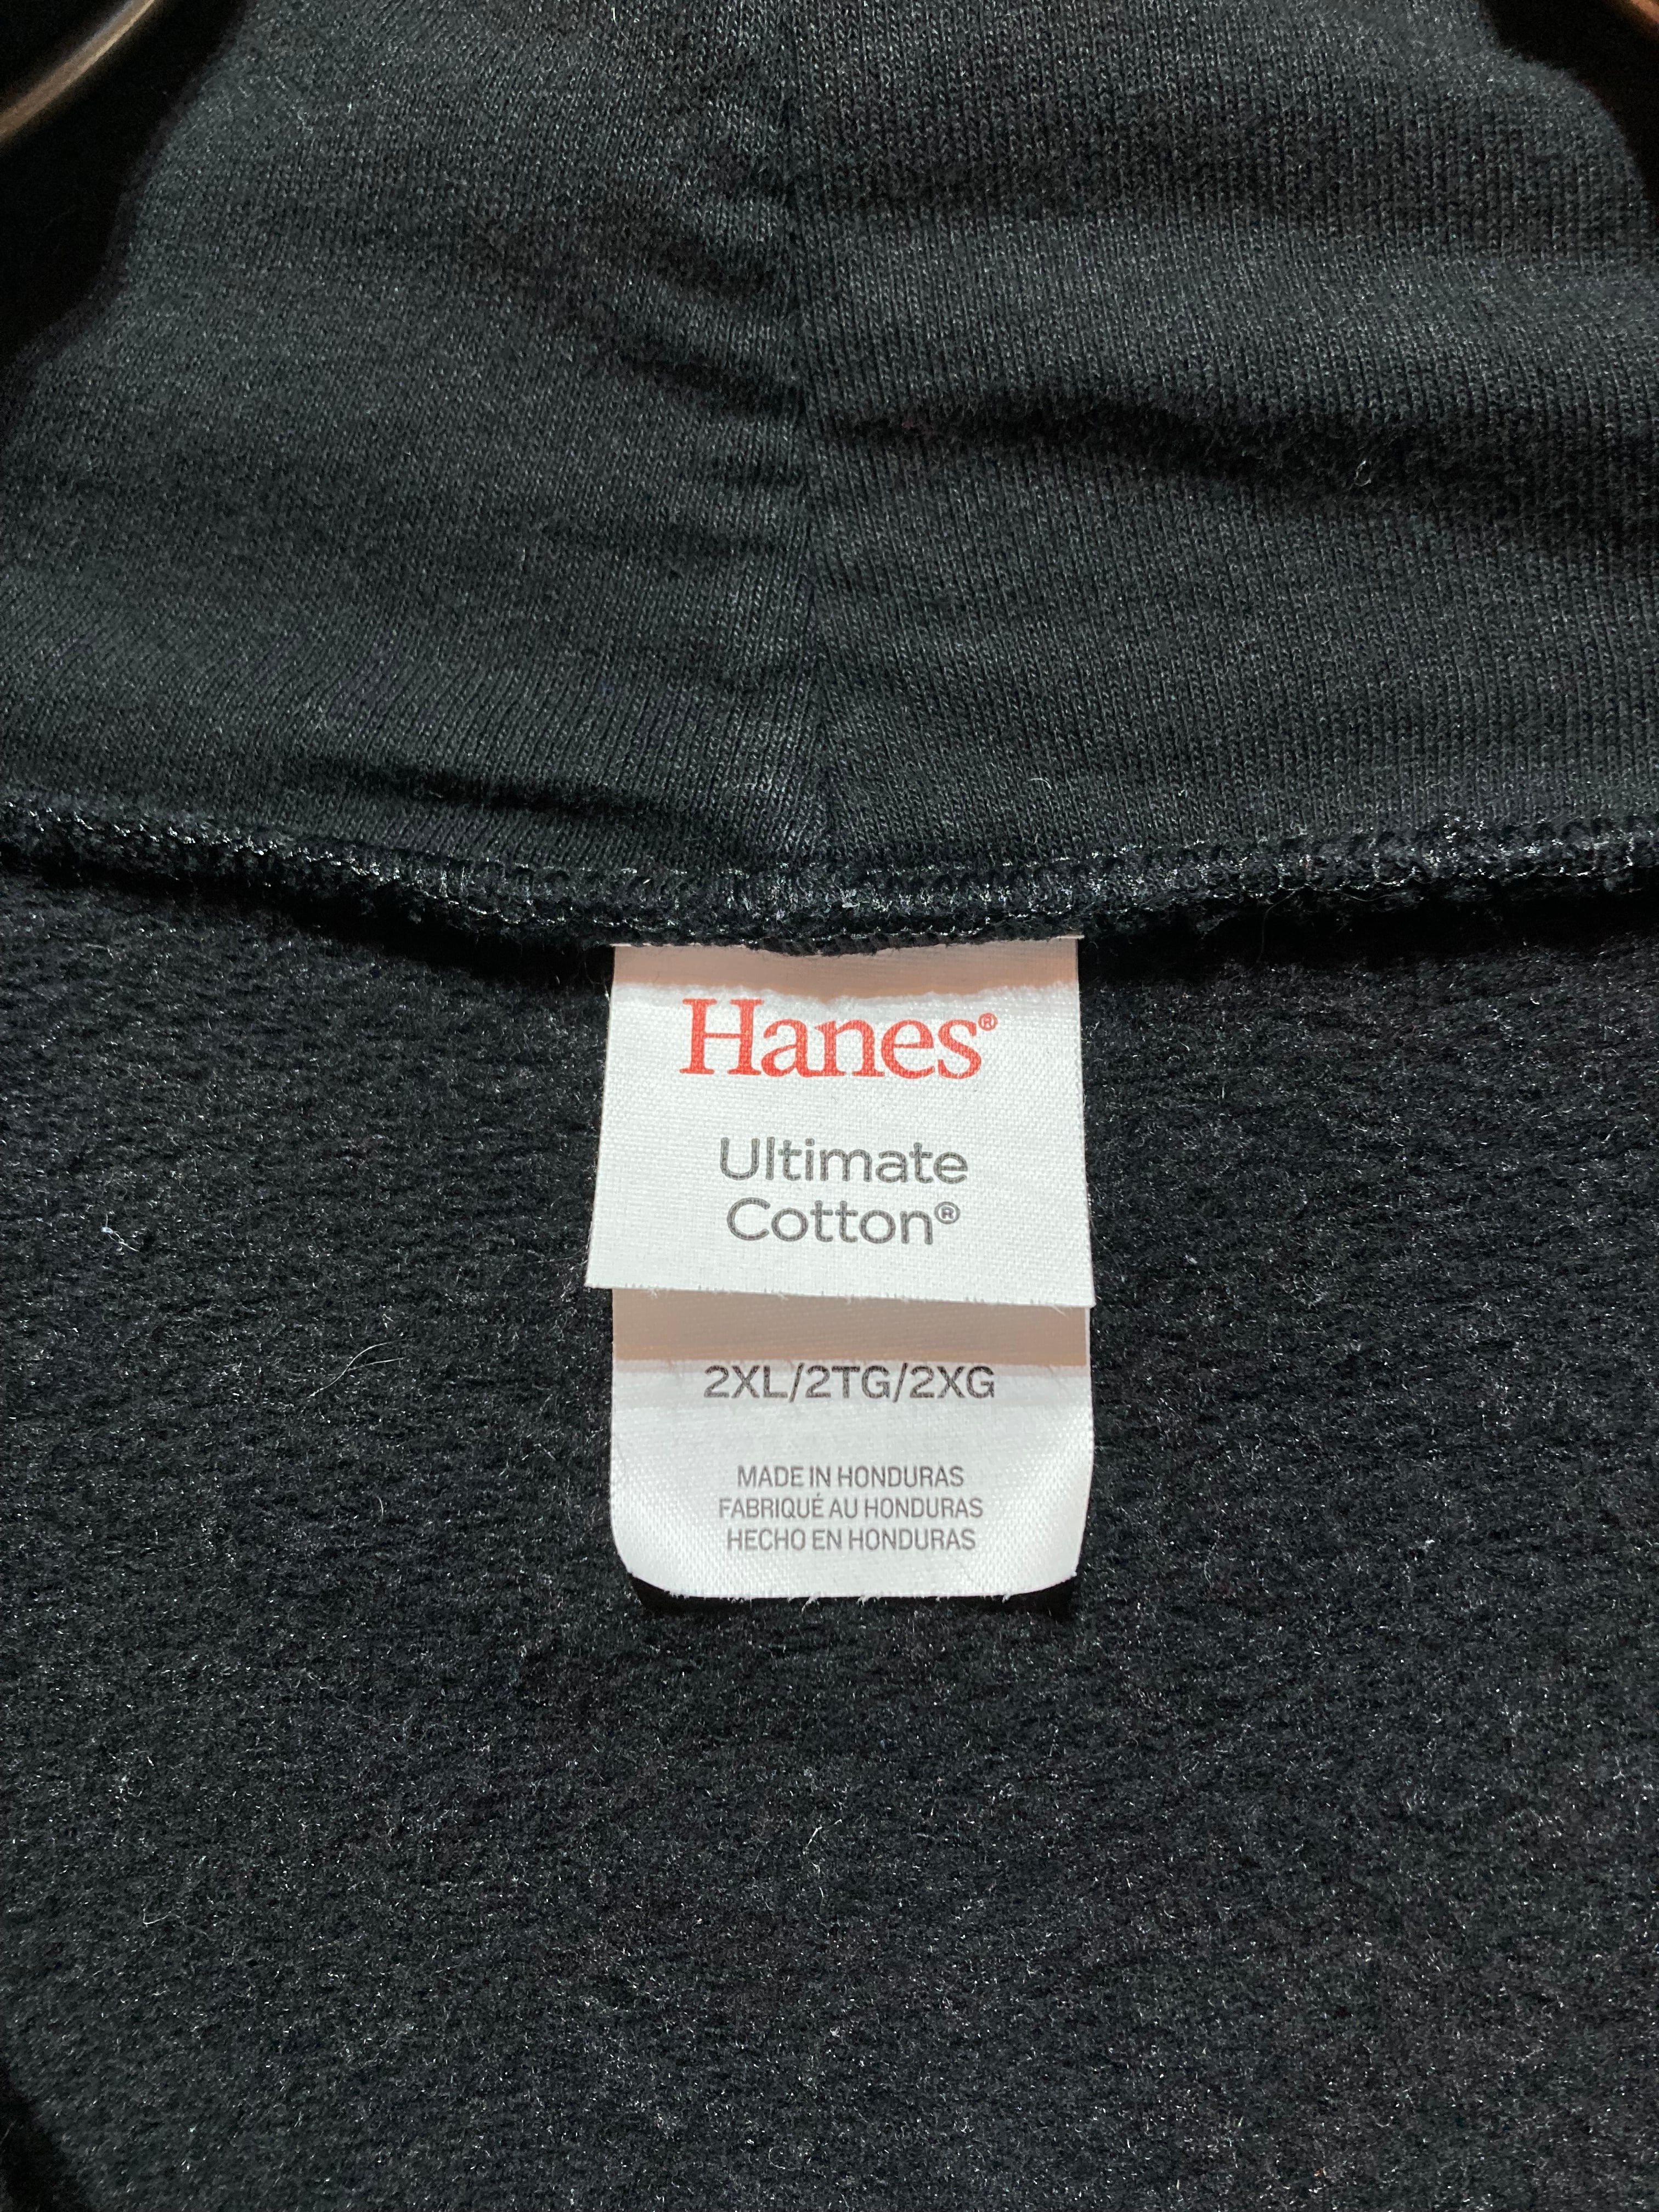 Hanes®
Ultimate
Cotton®
2XL/2TG/2XG
MADE IN HONDURAS
FABRIQUÉ AU HONDURAS
HECHO EN HONDURAS